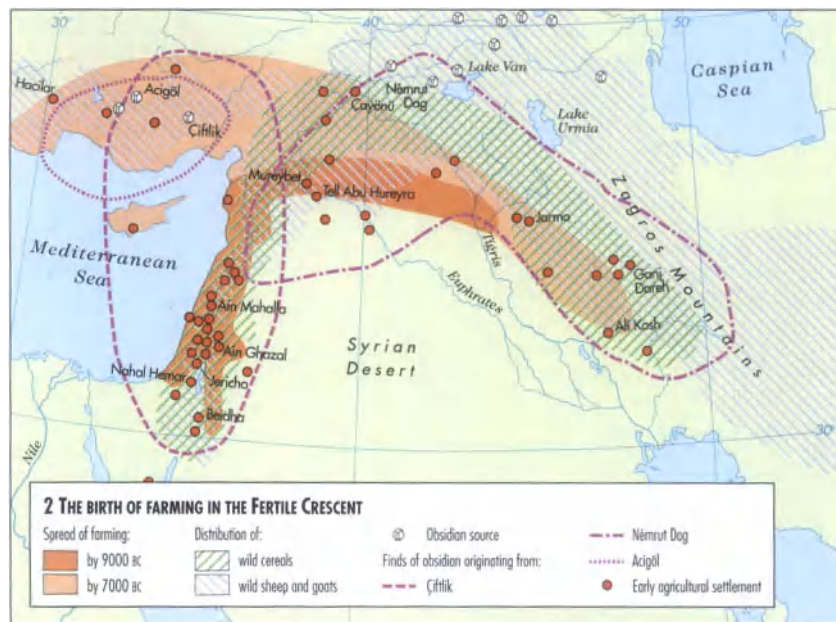 30°
40°
50°
Hacilar
Acigöl
Çiftlik
Çayönü
Nemrut
Dag
Lake Van
Lake
Urmia
Caspian
Sea
Mureybet
Tell Abu Hureyra
Jarmo
Tigris
Zagros Mountains
Mediterranean
Sea
Euphrates
Ganj
Dareh
Ain Mahalla
Ali Kosh
Syrian
Desert
Ain Ghazal
Nahal Hemar
Jericho
Beidha
30°
Nile
2 THE BIRTH OF FARMING IN THE FERTILE CRESCENT
Spread of farming:
by 9000 BC
by 7000 BC
Distribution of:
wild cereals
wild sheep and goats
Obsidian source
Finds of obsidian originating from:
Çiftlik
Nemrut Dag
Acigöl
Early agricultural settlement